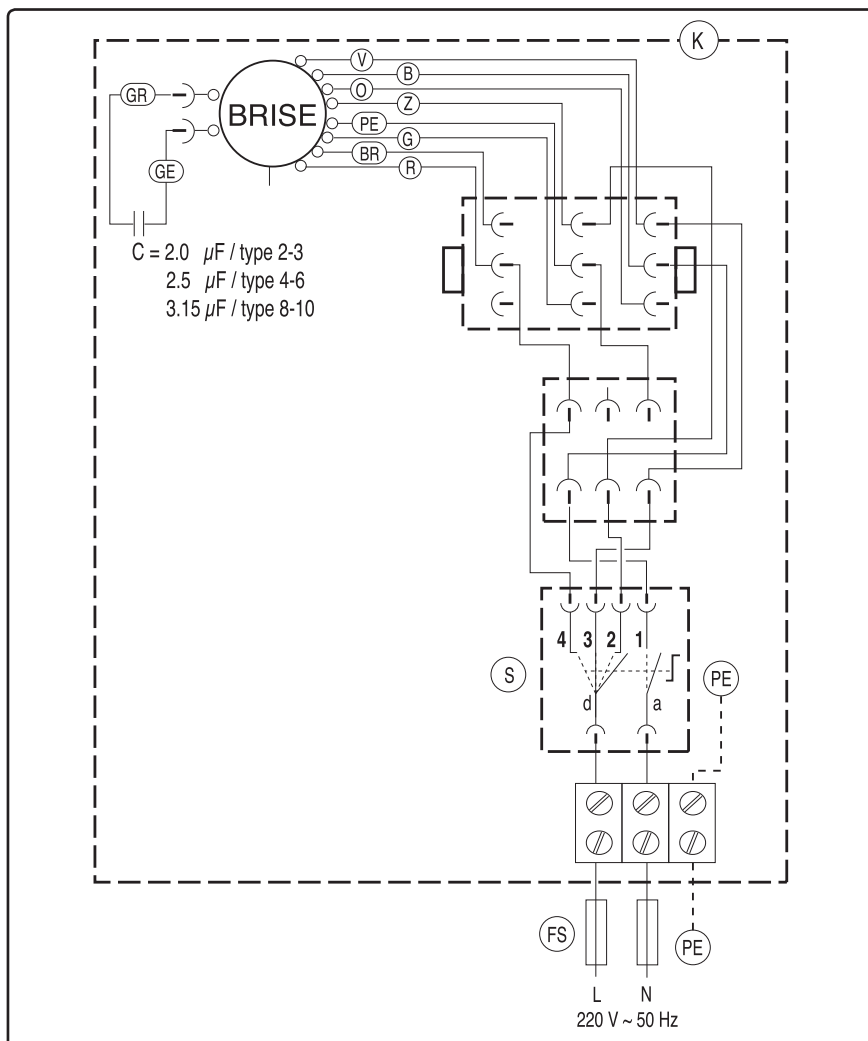 K
V
B
O
Z
PE
G
BR
R
BRISE
GR
GE
C = 2.0 µF / type 2-3
2.5 µF / type 4-6
3.15 µF / type 8-10
4 3 2 1
S
d a
PE
FS
PE
L N
220 V ~ 50 Hz